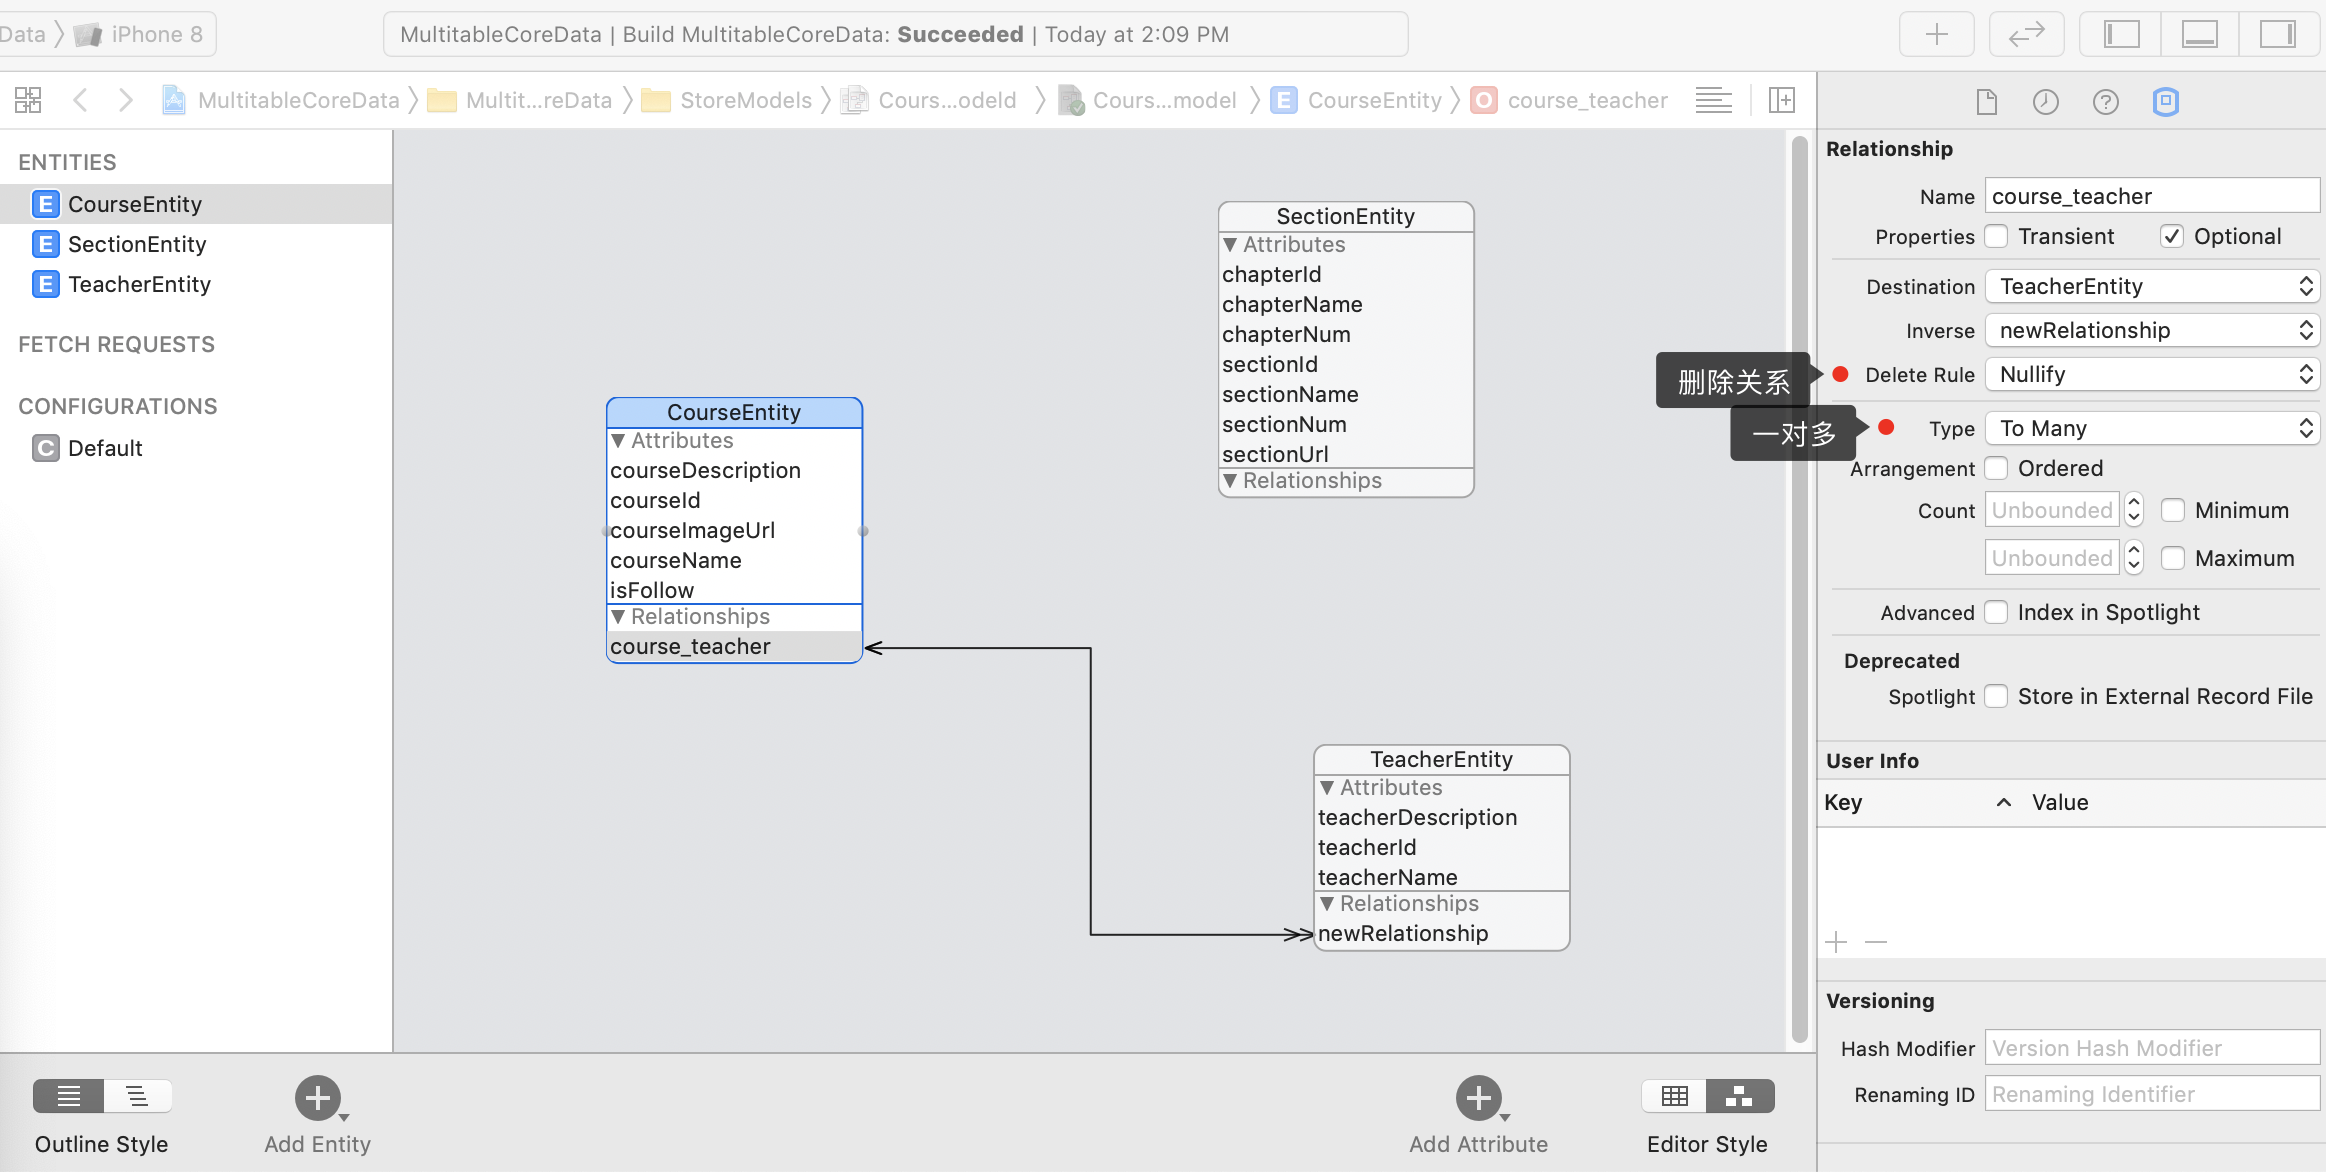 Data iPhone 8
MultitableCoreData | Build MultitableCoreData: Succeeded | Today at 2:09 PM
MultitableCoreData Multit...reData StoreModels Cours...odeld Cours...model E CourseEntity O course_teacher
ENTITIES
E CourseEntity
E SectionEntity
E TeacherEntity
FETCH REQUESTS
CONFIGURATIONS
C Default
SectionEntity
Attributes
chapterId
chapterName
chapterNum
sectionId
sectionName
sectionNum
sectionUrl
Relationships
CourseEntity
Attributes
courseDescription
courseId
courseImageUrl
courseName
isFollow
Relationships
course_teacher
TeacherEntity
Attributes
teacherDescription
teacherId
teacherName
Relationships
newRelationship
Relationship
Name course_teacher
Properties Transient Optional
Destination TeacherEntity
Inverse newRelationship
删除关系 Delete Rule Nullify
一对多 Type To Many
Arrangement Ordered
Count Unbounded Minimum
Unbounded Maximum
Advanced Index in Spotlight
Deprecated
Spotlight Store in External Record File
User Info
Key Value
Versioning
Hash Modifier Version Hash Modifier
Renaming ID Renaming Identifier
Outline Style Add Entity Add Attribute Editor Style